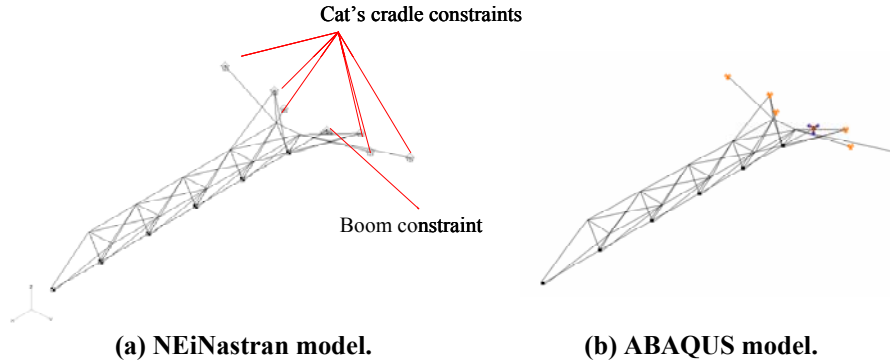 Cat's cradle constraints
Boom constraint
(a) NEiNastran model.
(b) ABAQUS model.